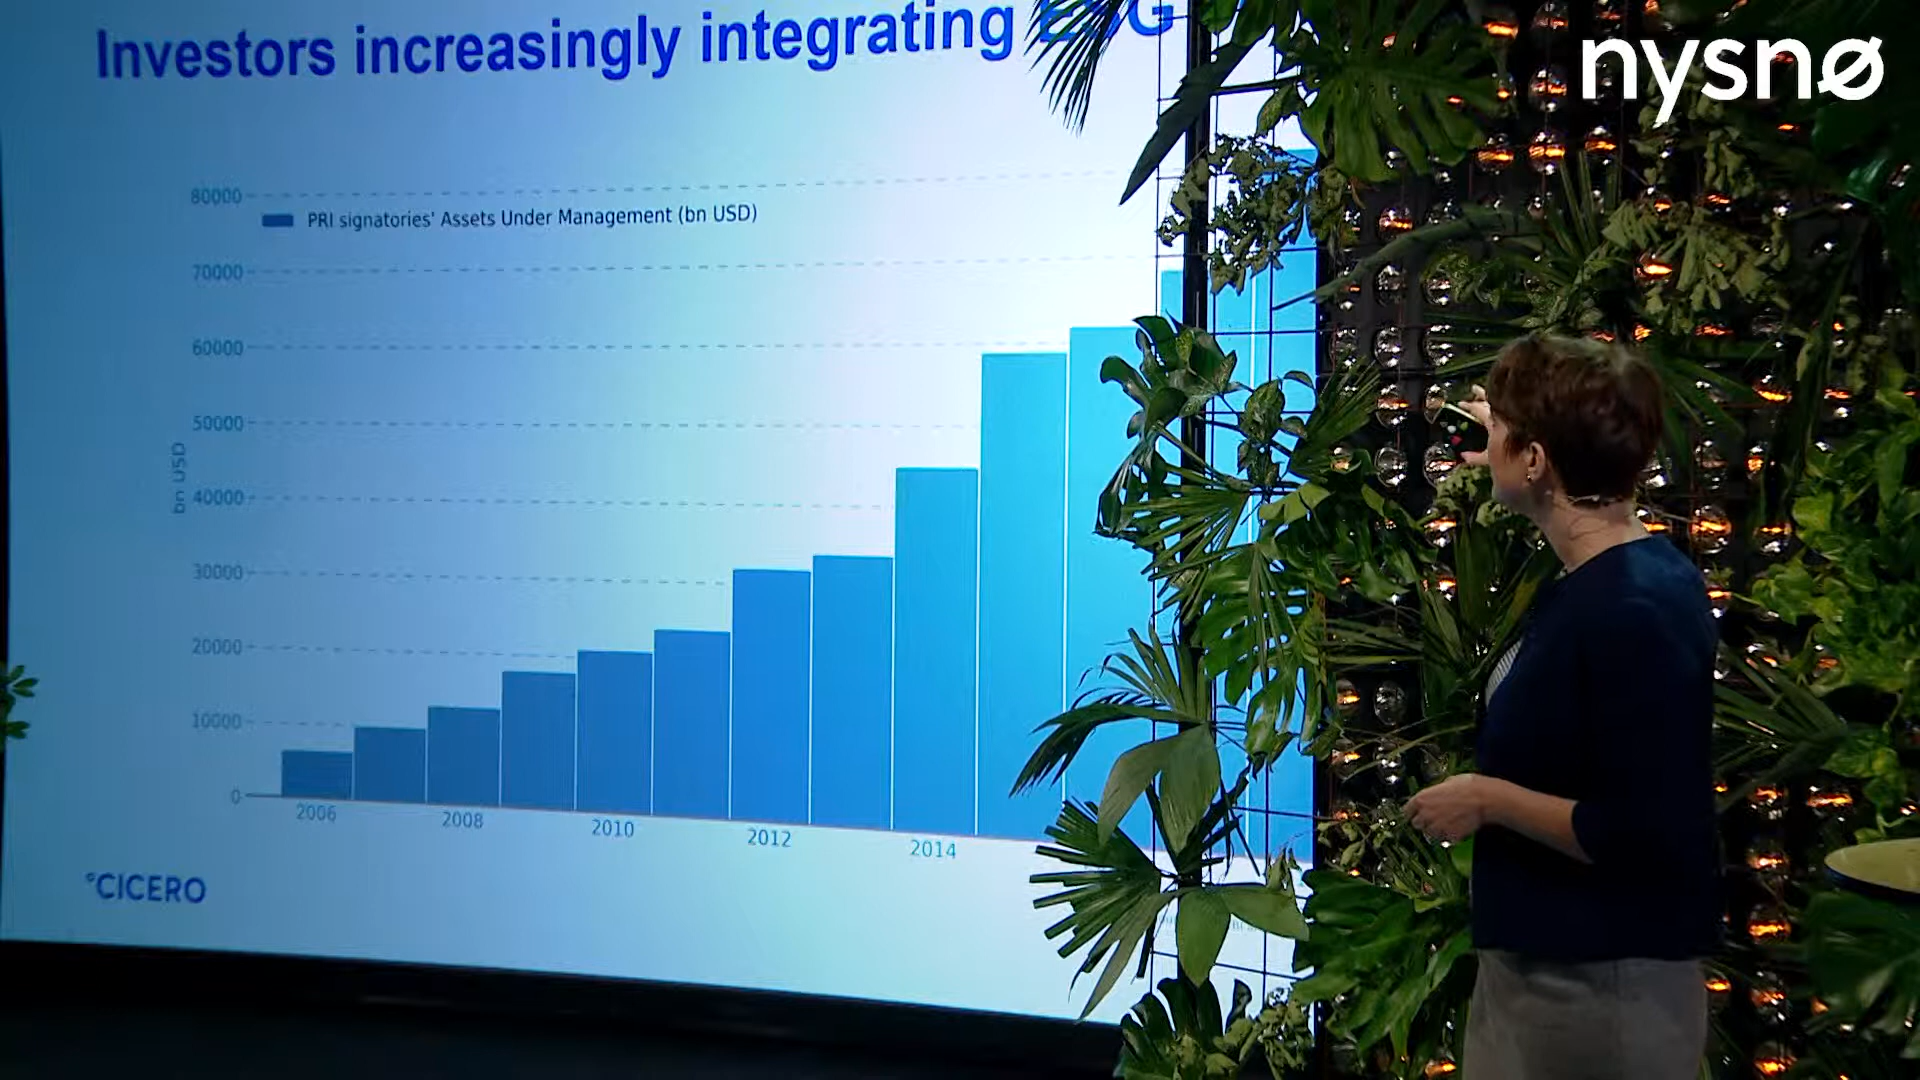 Investors increasingly integrating ESG
nysnø
80000
PRI signatories' Assets Under Management (bn USD)
70000
60000
50000
bn USD
40000
30000
20000
10000
0
2006
2008
2010
2012
2014
°CICERO